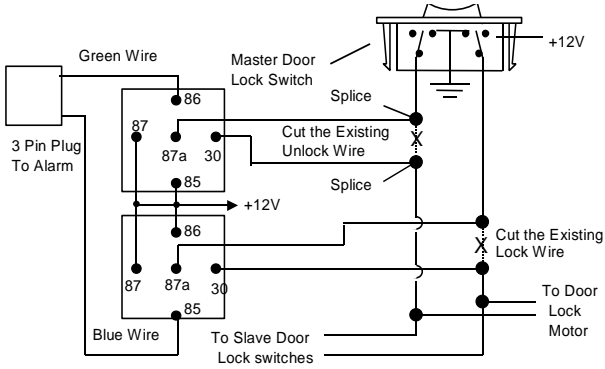 +12V
Green Wire
Master Door
Lock Switch
Splice
86
87
87a
30
Cut the Existing
Unlock Wire
3 Pin Plug
To Alarm
85
Splice
+12V
86
Cut the Existing
Lock Wire
X
X
87
87a
30
85
To Door
Lock
Motor
Blue Wire
To Slave Door
Lock switches